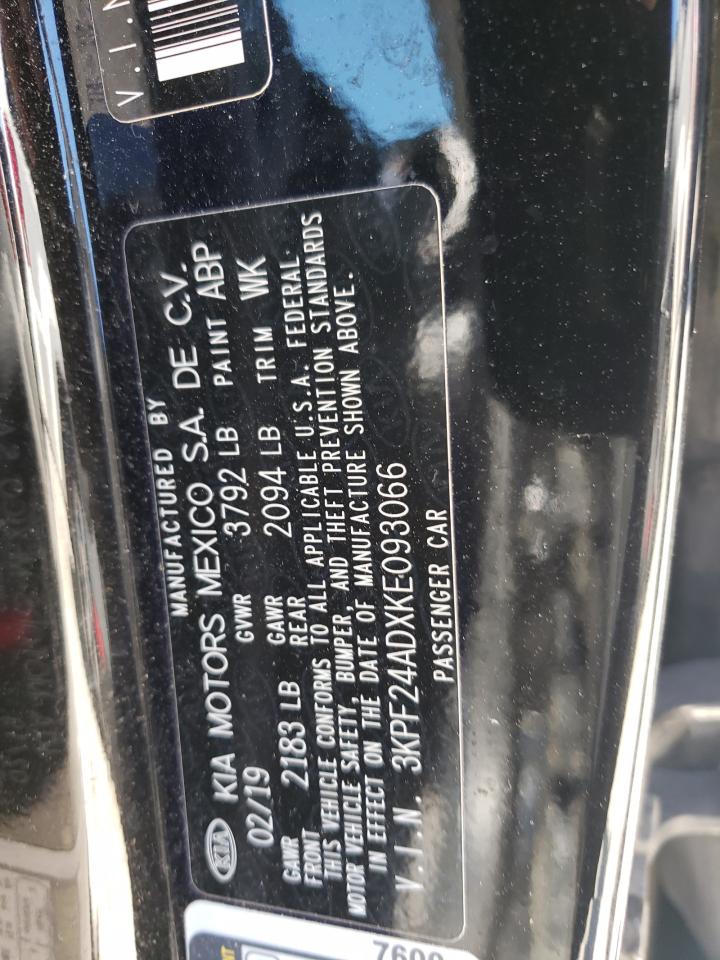 V.I.N
MANUFACTURED BY
KIA KIA MOTORS MEXICO S.A. DE C.V.
02/19 GVWR 3792 LB PAINT ABP
GAWR FRONT 2183 LB GAWR REAR 2094 LB TRIM WK
THIS VEHICLE CONFORMS TO ALL APPLICABLE U.S.A. FEDERAL
MOTOR VEHICLE SAFETY, BUMPER, AND THEFT PREVENTION STANDARDS
IN EFFECT ON THE DATE OF MANUFACTURE SHOWN ABOVE.
V.I.N. 3KPF24ADXKE093066
PASSENGER CAR
7600